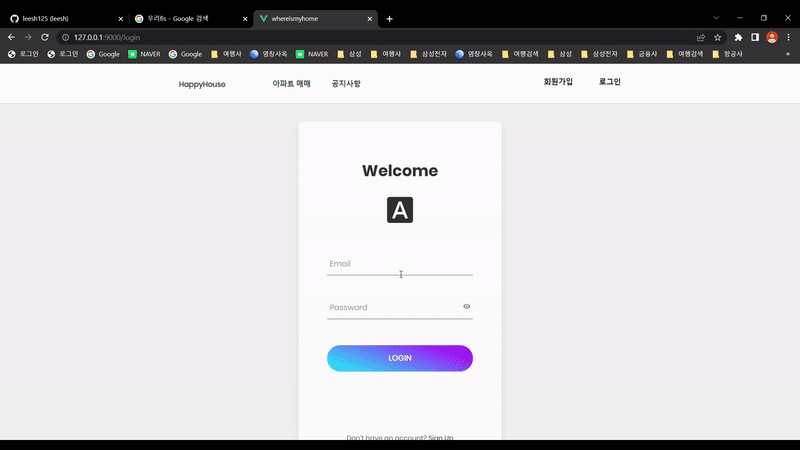 leesh125 (leesh)
우리fis - Google 검색
whereismyhome
127.0.0.1:9000/login
로그인 로그인 Google NAVER Google 여행사 염창사옥 NAVER 삼성 여행사 삼성전자 염창사옥 여행검색 삼성 삼성전자 금융사 여행검색 항공사 »
HappyHouse 아파트 매매 공지사항 회원가입 로그인
Welcome
A
Email
Password
LOGIN
Don't have an account? Sign Up